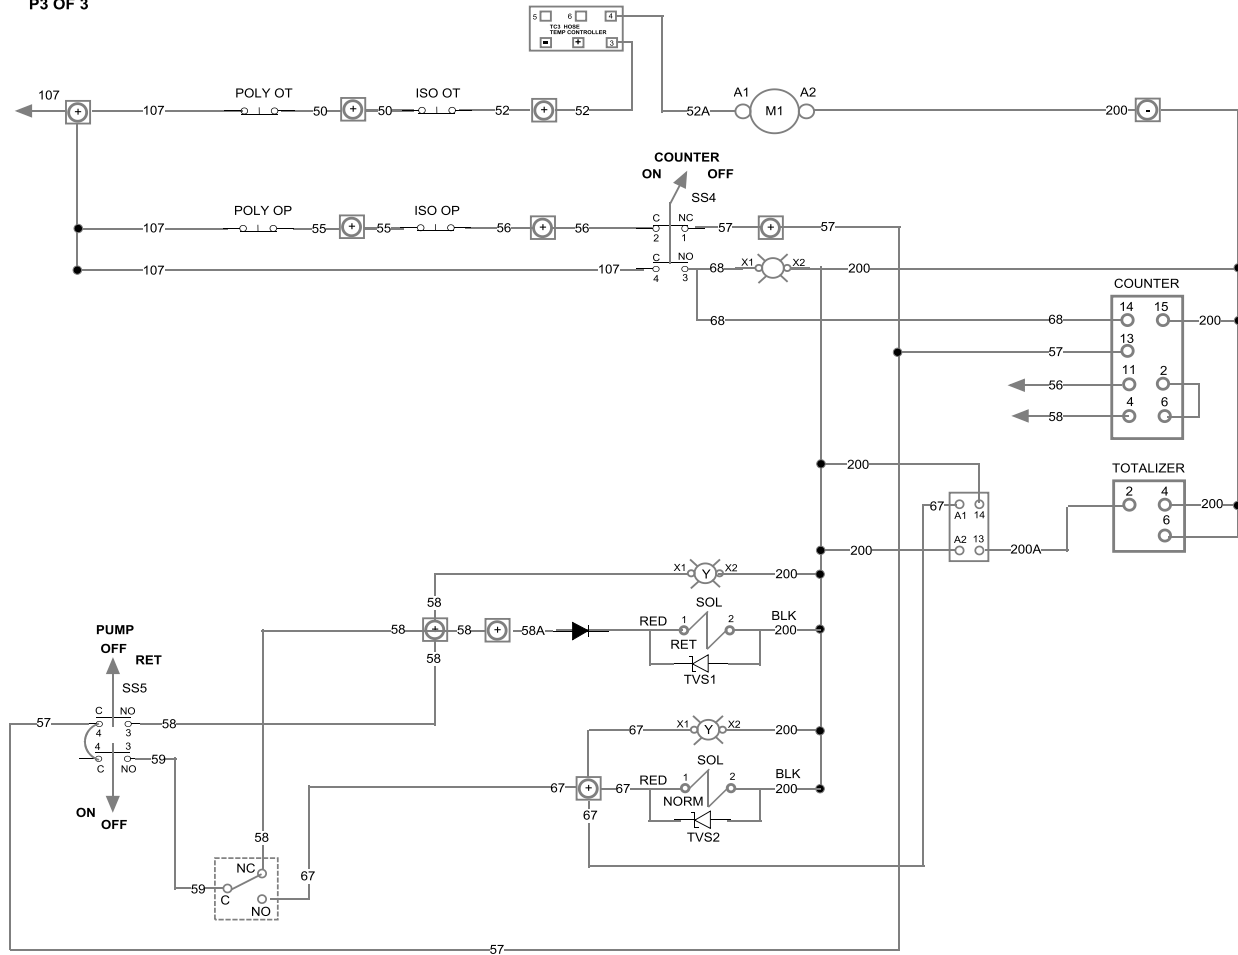 P3 OF 3
5 6 4
TC3 HOSE
TEMP CONTROLLER
- + 3
107 + 107 POLY OT 50 + 50 ISO OT 52 + 52 52A A1 M1 A2 200 -
COUNTER
ON OFF
SS4
107 POLY OP 55 + 55 ISO OP 56 + 56 C NC 57 + 57
2 1
107 107 C NO 68 X1 X2 200
4 3
COUNTER
68 68 14 15 200
57 13
56 11 2
58 4 6
TOTALIZER
200
67 A1 14 2 4 200
6
200 A2 13 200A
X1 Y X2 200
58
SOL
58 + 58 + 58A RED 1 2 BLK
200
RET
58
TVS1
PUMP
OFF
RET
SS5
57 C NO 58
4 3
4 3
C NO 59
ON
OFF
67 X1 Y X2 200
SOL
67 + 67 RED 1 2 BLK
200
NORM
67
TVS2
58
NC
67
59 C
NO
57